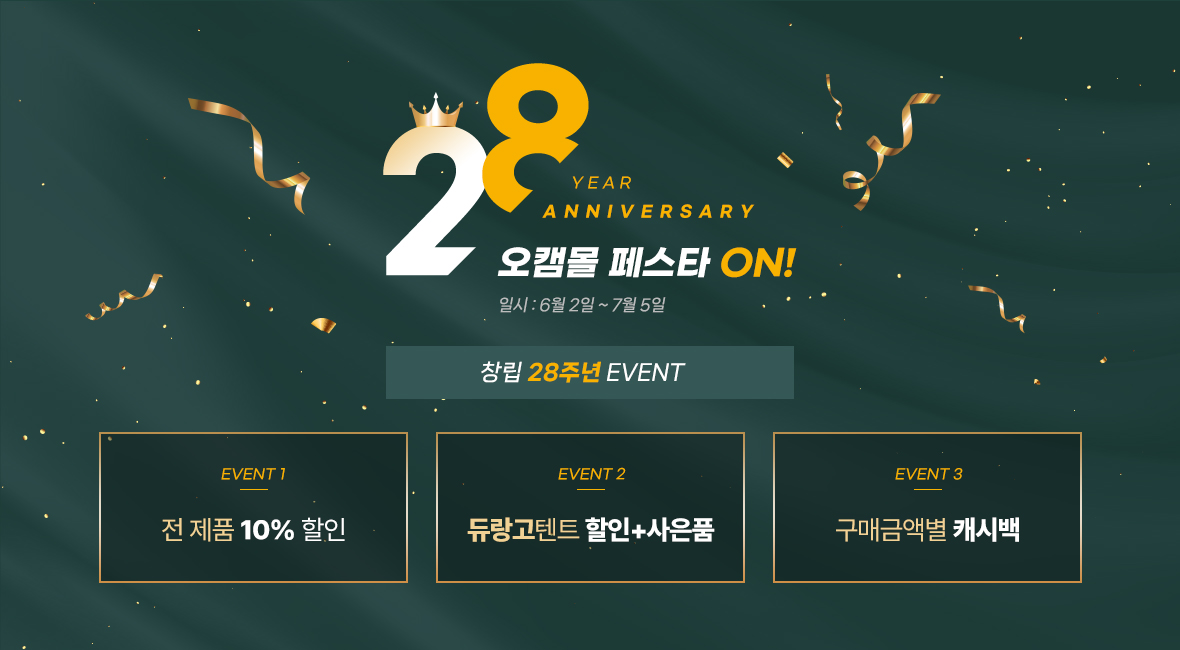 28
YEAR
ANNIVERSARY
오캠몰 페스타 ON!
일시 : 6월 2일 ~ 7월 5일
창립 28주년 EVENT
EVENT 1
전 제품 10% 할인
EVENT 2
듀랑고텐트 할인+사은품
EVENT 3
구매금액별 캐시백